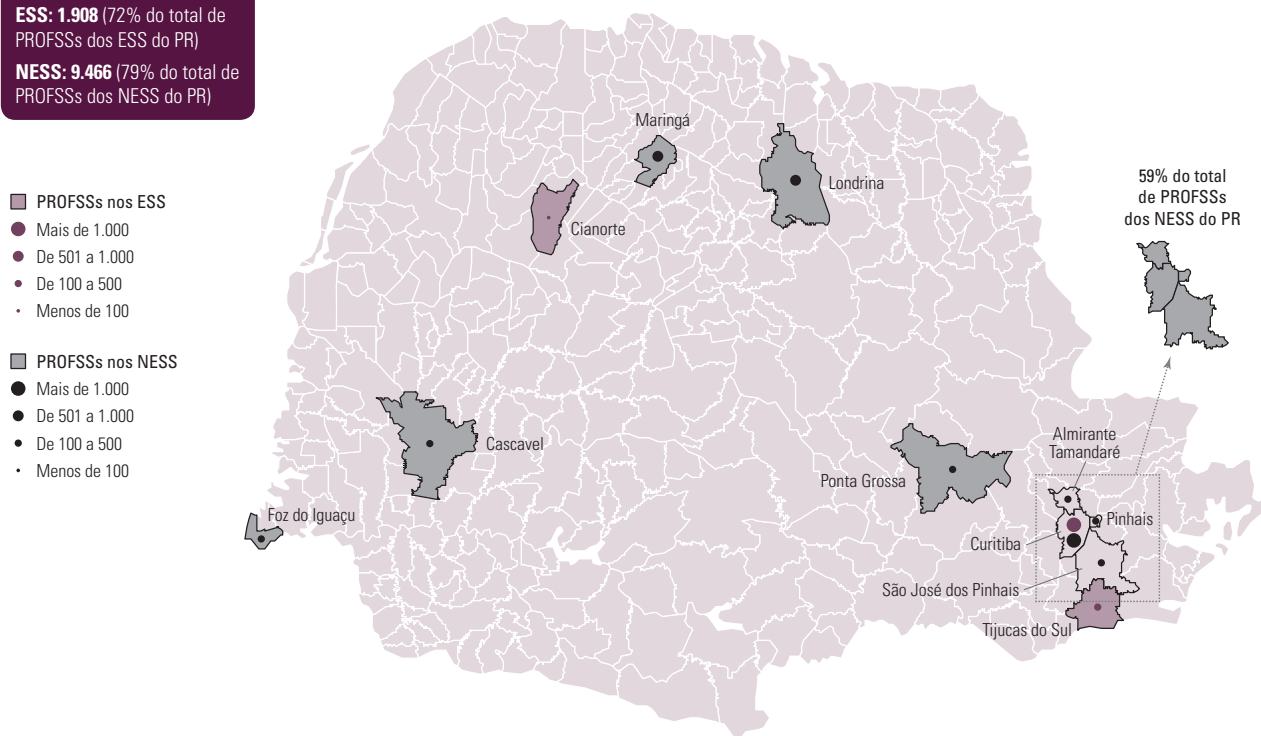 ESS: 1.908 (72% do total de
PROFSSs dos ESS do PR)
NESS: 9.466 (79% do total de
PROFSSs dos NESS do PR)
PROFSSs nos ESS
Mais de 1.000
De 501 a 1.000
De 100 a 500
Menos de 100
PROFSSs nos NESS
Mais de 1.000
De 501 a 1.000
De 100 a 500
Menos de 100
Maringá
Londrina
Cianorte
59% do total
de PROFSSs
dos NESS do PR
Cascavel
Foz do Iguaçu
Ponta Grossa
Almirante
Tamandaré
Pinhais
Curitiba
São José dos Pinhais
Tijucas do Sul